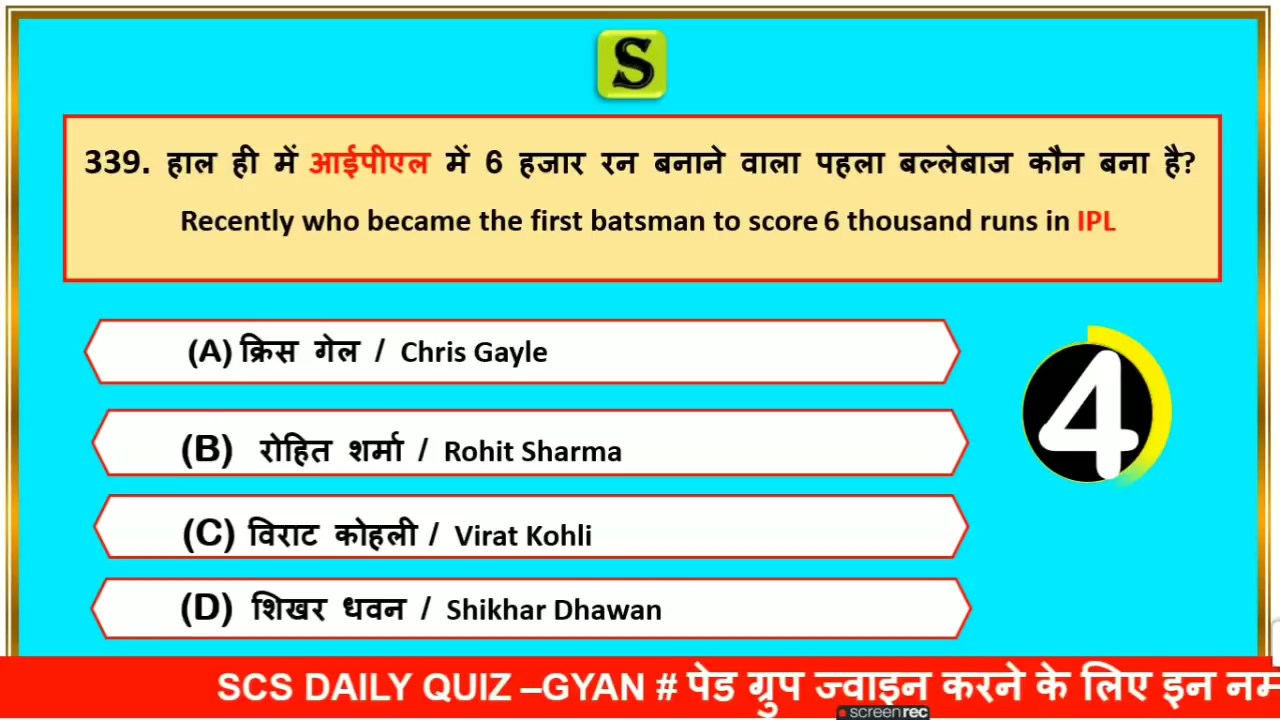 S
339. हाल ही में आईपीएल में 6 हजार रन बनाने वाला पहला बल्लेबाज कौन बना है?
Recently who became the first batsman to score 6 thousand runs in IPL
(A) क्रिस गेल / Chris Gayle
4
(B) रोहित शर्मा / Rohit Sharma
(C) विराट कोहली / Virat Kohli
(D) शिखर धवन / Shikhar Dhawan
SCS DAILY QUIZ –GYAN # पेड ग्रुप ज्वाइन करने के लिए इन
screenrec